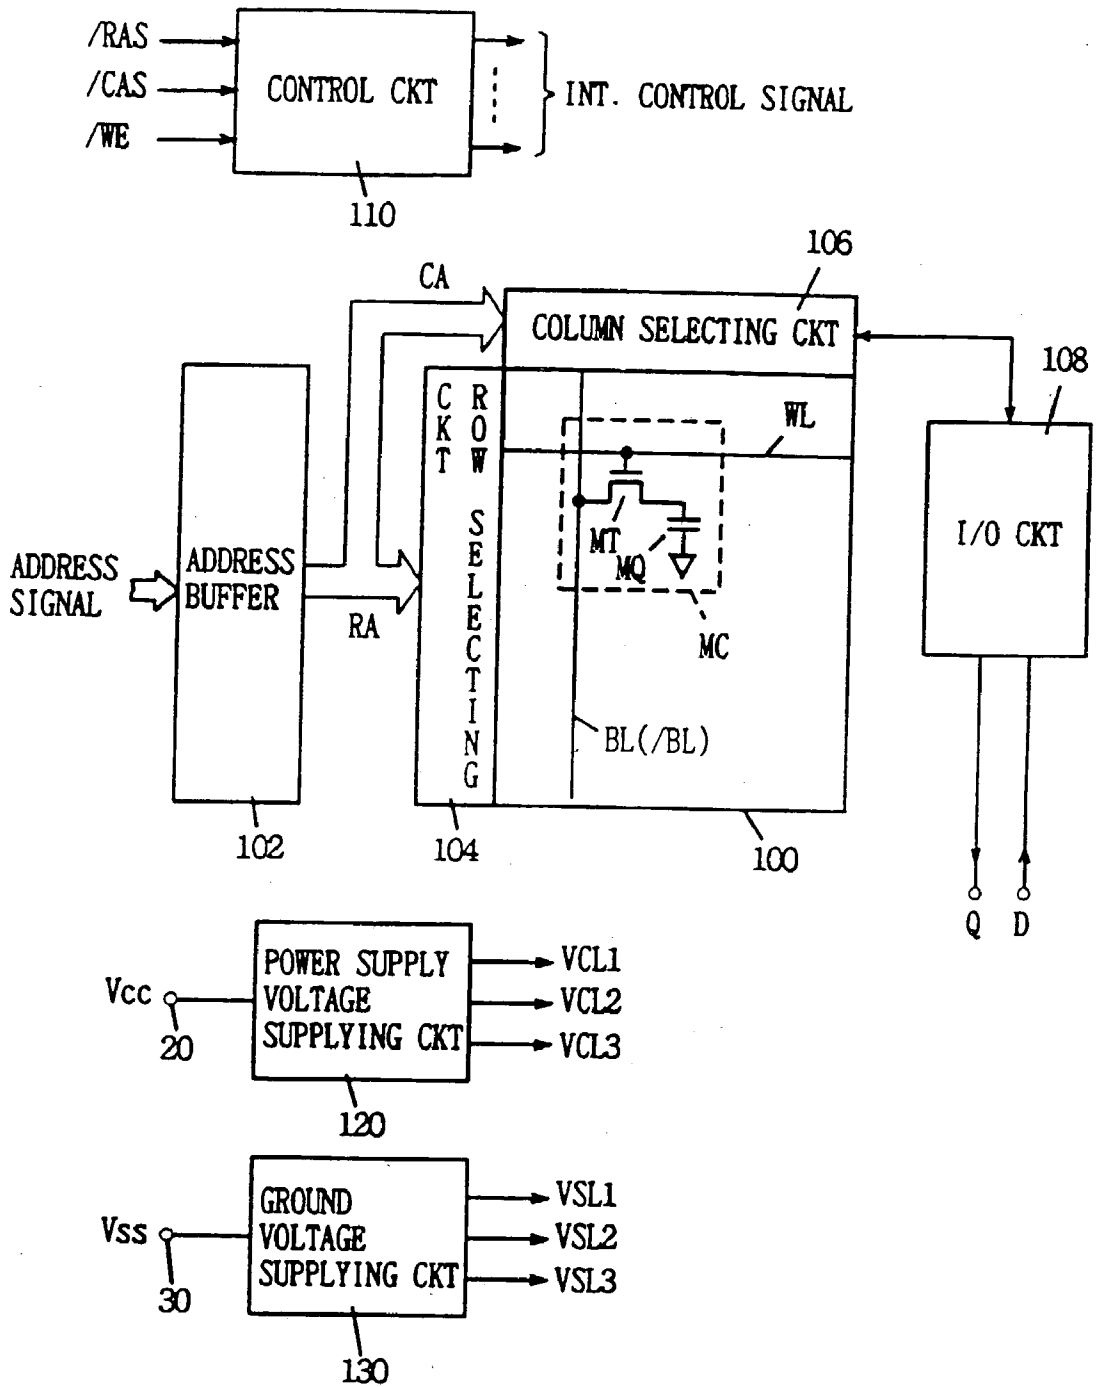 /RAS
/CAS
/WE
CONTROL CKT
INT. CONTROL SIGNAL
110
106
CA
COLUMN SELECTING CKT
108
ROW SELECTING
CKT
WL
MT
MQ
MC
I/O CKT
ADDRESS
SIGNAL
ADDRESS
BUFFER
RA
BL(/BL)
102
104
100
Q
D
POWER SUPPLY
VOLTAGE
SUPPLYING CKT
VCL1
VCL2
VCL3
Vcc
20
120
GROUND
VOLTAGE
SUPPLYING CKT
VSL1
VSL2
VSL3
Vss
30
130